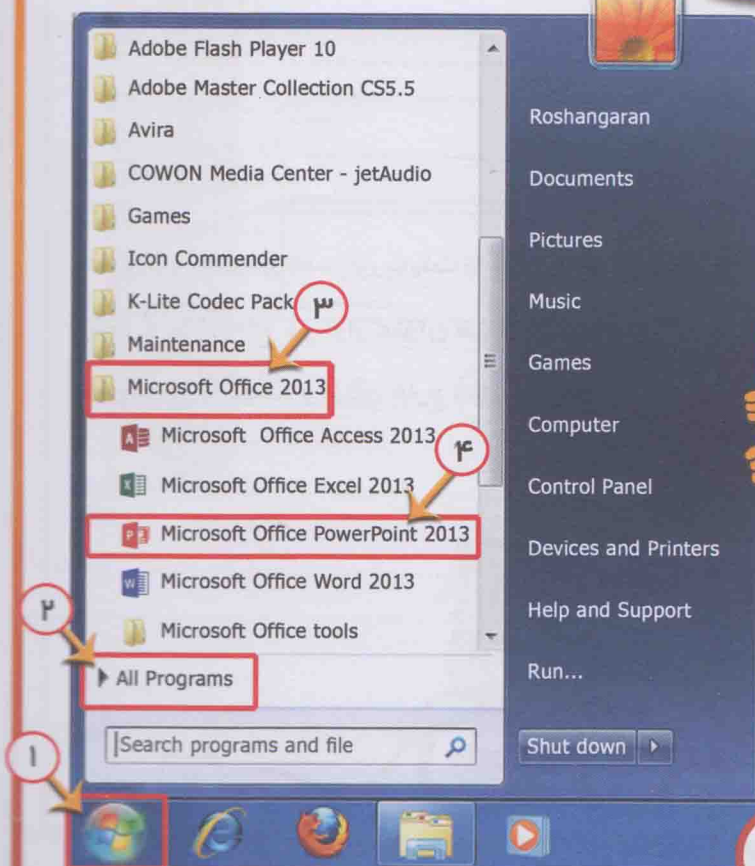 Adobe Flash Player 10
Adobe Master Collection CS5.5
Avira
COWON Media Center - jetAudio
Games
Icon Commender
K-Lite Codec Pack
۳
Maintenance
Microsoft Office 2013
Microsoft Office Access 2013
۴
Microsoft Office Excel 2013
Microsoft Office PowerPoint 2013
Microsoft Office Word 2013
۲
Microsoft Office tools
All Programs
Search programs and file
۱
Roshangaran
Documents
Pictures
Music
Games
Computer
Control Panel
Devices and Printers
Help and Support
Run...
Shut down